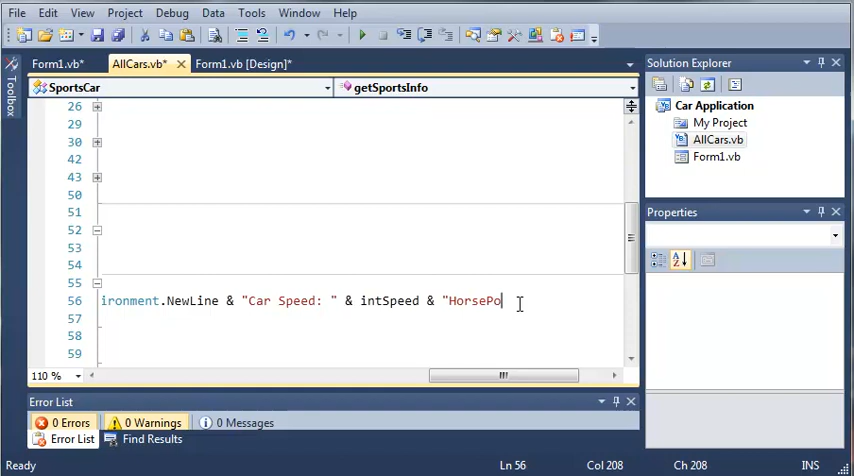 File Edit View Project Debug Data Tools Window Help
Form1.vb* AllCars.vb* Form1.vb [Design]*
Toolbox
SportsCar getSportsInfo
26
29
30
42
43
50
51
52
53
54
55
56 ironment.NewLine & "Car Speed: " & intSpeed & "HorsePo
57
58
59
110 %
Solution Explorer
Car Application
My Project
AllCars.vb
Form1.vb
Properties
Error List
0 Errors 0 Warnings 0 Messages
Error List Find Results
Ready Ln 56 Col 208 Ch 208 INS